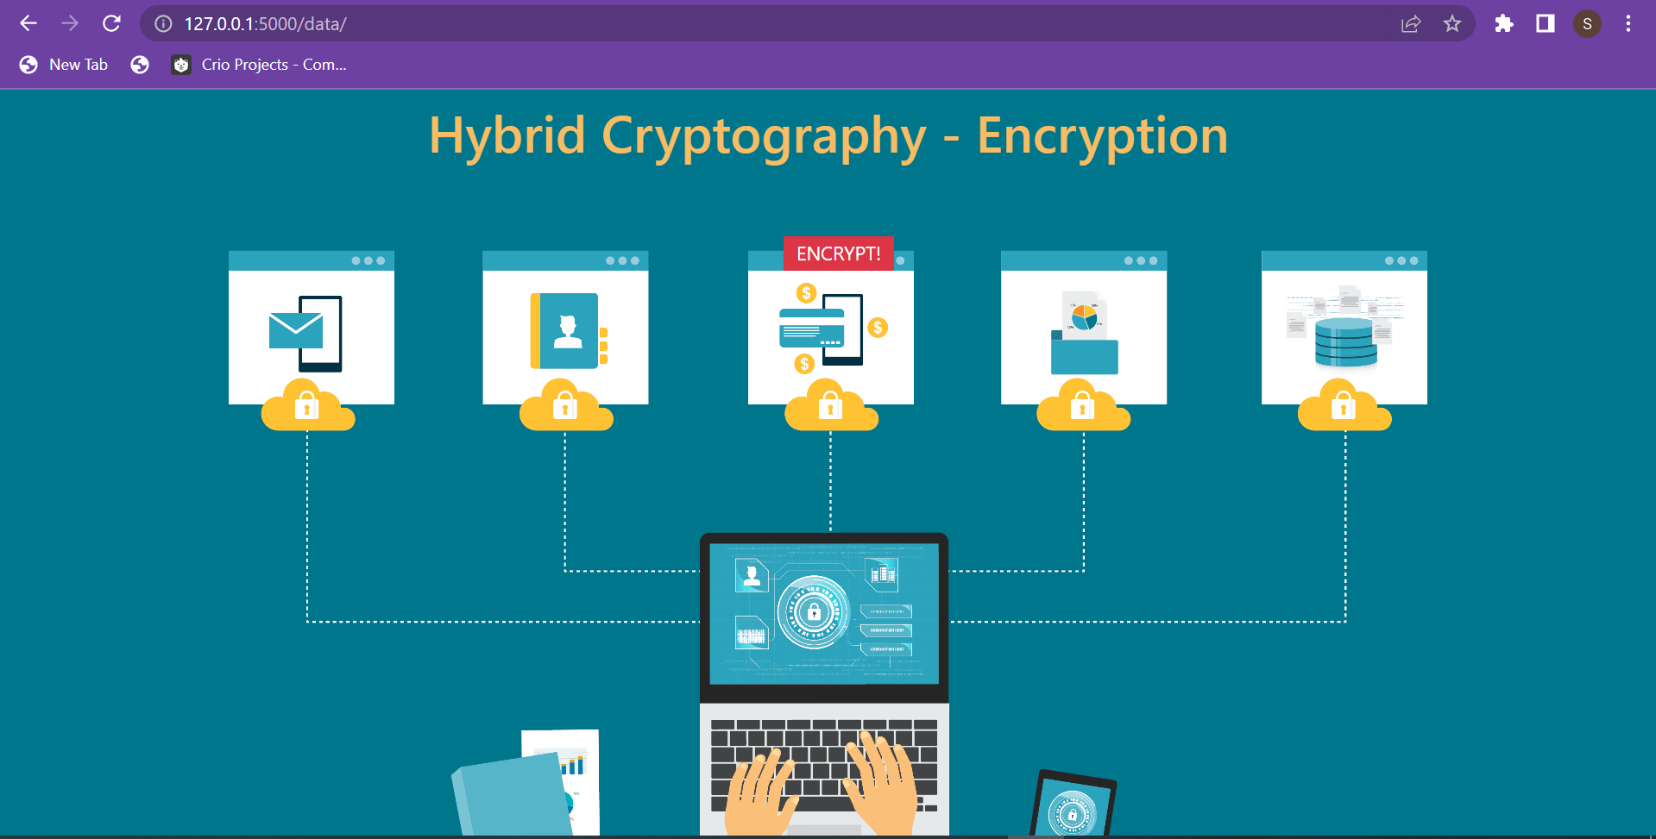 127.0.0.1:5000/data/
S
New Tab
Crio Projects - Com...
Hybrid Cryptography - Encryption
ENCRYPT!
$
$
$